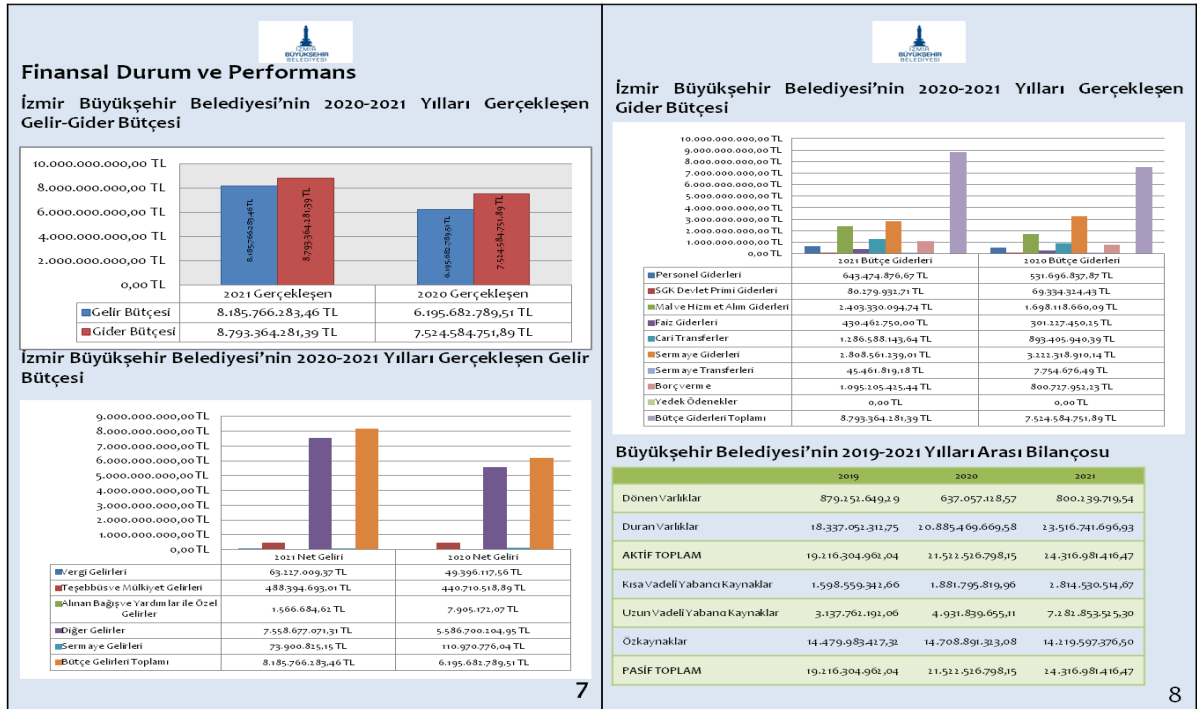 İZMİR
BÜYÜKŞEHİR
BELEDİYESİ
Finansal Durum ve Performans
İzmir Büyükşehir Belediyesi'nin 2020-2021 Yılları Gerçekleşen
Gelir-Gider Bütçesi
10.000.000.000,00 TL
8.000.000.000,00 TL
6.000.000.000,00 TL
4.000.000.000,00 TL
2.000.000.000,00 TL
0,00 TL
8.185.766.283,46 TL
8.793.364.281,39 TL
6.195.682.789,51 TL
7.524.584.751,89 TL
2021 Gerçekleşen 2020 Gerçekleşen
Gelir Bütçesi 8.185.766.283,46 TL 6.195.682.789,51 TL
Gider Bütçesi 8.793.364.281,39 TL 7.524.584.751,89 TL
İzmir Büyükşehir Belediyesi'nin 2020-2021 Yılları Gerçekleşen Gelir
Bütçesi
9.000.000.000,00 TL
8.000.000.000,00 TL
7.000.000.000,00 TL
6.000.000.000,00 TL
5.000.000.000,00 TL
4.000.000.000,00 TL
3.000.000.000,00 TL
2.000.000.000,00 TL
1.000.000.000,00 TL
0,00 TL
2021 Net Geliri 2020 Net Geliri
Vergi Gelirleri 63.227.009,37 TL 49.396.117,56 TL
Teşebbüs ve Mülkiyet Gelirleri 488.394.693,01 TL 440.710.518,89 TL
Alınan Bağış ve Yardımlar ile Özel
Gelirler 1.566.684,62 TL 7.905.172,07 TL
Diğer Gelirler 7.558.677.071,31 TL 5.586.700.204,95 TL
Sermaye Gelirleri 73.900.825,15 TL 110.970.776,04 TL
Bütçe Gelirleri Toplamı 8.185.766.283,46 TL 6.195.682.789,51 TL
7
İZMİR
BÜYÜKŞEHİR
BELEDİYESİ
İzmir Büyükşehir Belediyesi'nin 2020-2021 Yılları Gerçekleşen
Gider Bütçesi
10.000.000.000,00 TL
9.000.000.000,00 TL
8.000.000.000,00 TL
7.000.000.000,00 TL
6.000.000.000,00 TL
5.000.000.000,00 TL
4.000.000.000,00 TL
3.000.000.000,00 TL
2.000.000.000,00 TL
1.000.000.000,00 TL
0,00 TL
2021 Bütçe Giderleri 2020 Bütçe Giderleri
Personel Giderleri 643.474.876,67 TL 531.696.837,87 TL
SGK Devlet Primi Giderleri 80.279.932,71 TL 69.334.324,43 TL
Mal ve Hizmet Alım Giderleri 2.403.330.094,74 TL 1.698.118.660,09 TL
Faiz Giderleri 430.462.750,00 TL 301.227.450,25 TL
Cari Transferler 1.286.588.143,64 TL 893.405.940,39 TL
Sermaye Giderleri 2.808.561.239,01 TL 3.222.318.910,14 TL
Sermaye Transferleri 45.461.819,18 TL 7.754.676,49 TL
Borç verme 1.095.205.425,44 TL 800.727.952,23 TL
Yedek Ödenekler 0,00 TL 0,00 TL
Bütçe Giderleri Toplamı 8.793.364.281,39 TL 7.524.584.751,89 TL
Büyükşehir Belediyesi'nin 2019-2021 Yılları Arası Bilançosu
2019 2020 2021
Dönen Varlıklar 879.252.649,29 637.057.128,57 800.239.719,54
Duran Varlıklar 18.337.052.312,75 20.885.469.669,58 23.516.741.696,93
AKTİF TOPLAM 19.216.304.962,04 21.522.526.798,15 24.316.981.416,47
Kısa Vadeli Yabancı Kaynaklar 1.598.559.342,66 1.881.795.819,96 2.814.530.514,67
Uzun Vadeli Yabancı Kaynaklar 3.137.762.192,06 4.931.839.655,11 7.282.853.525,30
Özkaynaklar 14.479.983.427,32 14.708.891.323,08 14.219.597.376,50
PASİF TOPLAM 19.216.304.962,04 21.522.526.798,15 24.316.981.416,47
8